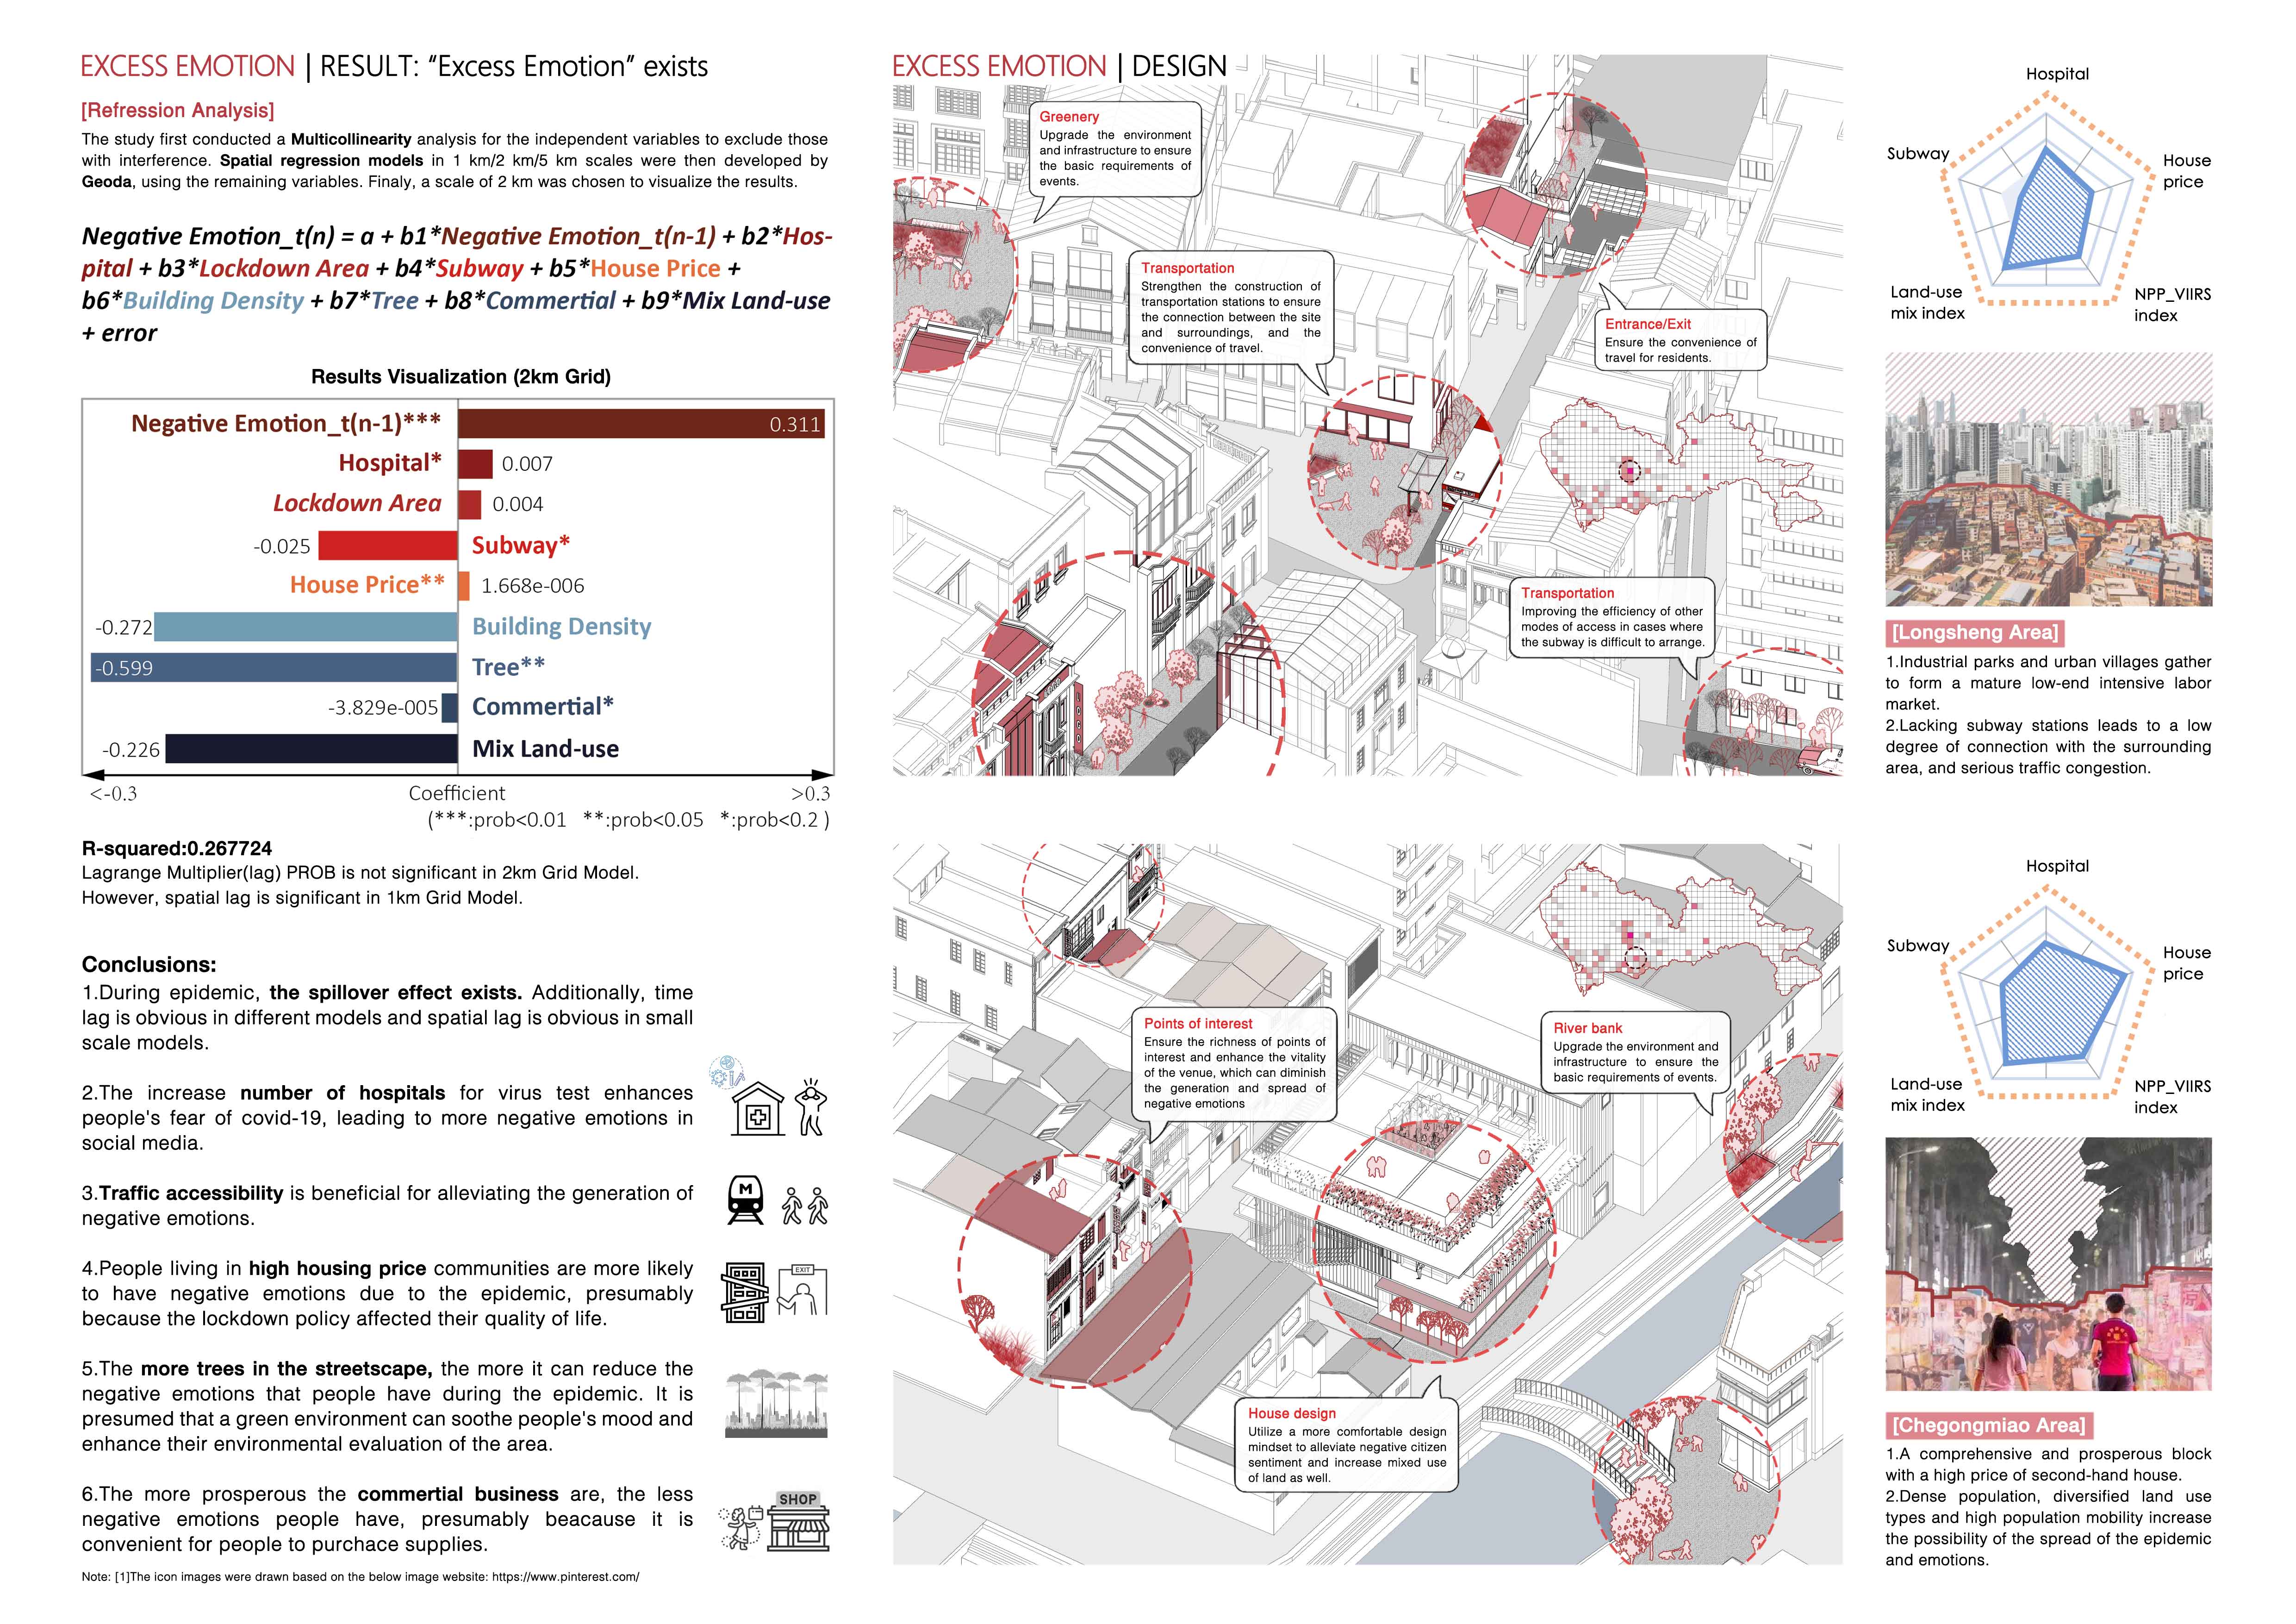 EXCESS EMOTION | RESULT: “Excess Emotion” exists
[Refression Analysis]
The study first conducted a Multicollinearity analysis for the independent variables to exclude those
with interference. Spatial regression models in 1 km/2 km/5 km scales were then developed by
Geoda, using the remaining variables. Finaly, a scale of 2 km was chosen to visualize the results.
Negative Emotion_t(n) = a + b1*Negative Emotion_t(n-1) + b2*Hos-
pital + b3*Lockdown Area + b4*Subway + b5*House Price +
b6*Building Density + b7*Tree + b8*Commertial + b9*Mix Land-use
+ error
Results Visualization (2km Grid)
Negative Emotion_t(n-1)*** 0.311
Hospital* 0.007
Lockdown Area 0.004
-0.025 Subway*
House Price** 1.668e-006
-0.272 Building Density
-0.599 Tree**
-3.829e-005 Commertial*
-0.226 Mix Land-use
<-0.3 Coefficient >0.3
(***:prob<0.01 **:prob<0.05 *:prob<0.2 )
R-squared:0.267724
Lagrange Multiplier(lag) PROB is not significant in 2km Grid Model.
However, spatial lag is significant in 1km Grid Model.
Conclusions:
1.During epidemic, the spillover effect exists. Additionally, time
lag is obvious in different models and spatial lag is obvious in small
scale models.
2.The increase number of hospitals for virus test enhances
people's fear of covid-19, leading to more negative emotions in
social media.
3.Traffic accessibility is beneficial for alleviating the generation of
negative emotions.
M
4.People living in high housing price communities are more likely
to have negative emotions due to the epidemic, presumably
because the lockdown policy affected their quality of life.
EXIT
5.The more trees in the streetscape, the more it can reduce the
negative emotions that people have during the epidemic. It is
presumed that a green environment can soothe people's mood and
enhance their environmental evaluation of the area.
6.The more prosperous the commertial business are, the less
negative emotions people have, presumably beacause it is
convenient for people to purchace supplies.
SHOP
Note: [1]The icon images were drawn based on the below image website: https://www.pinterest.com/
EXCESS EMOTION | DESIGN
Greenery
Upgrade the environment
and infrastructure to ensure
the basic requirements of
events.
Transportation
Strengthen the construction of
transportation stations to ensure
the connection between the site
and surroundings, and the
convenience of travel.
Entrance/Exit
Ensure the convenience of
travel for residents.
Transportation
Improving the efficiency of other
modes of access in cases where
the subway is difficult to arrange.
Hospital
Subway
House
price
Land-use
mix index
NPP_VIIRS
index
[Longsheng Area]
1.Industrial parks and urban villages gather
to form a mature low-end intensive labor
market.
2.Lacking subway stations leads to a low
degree of connection with the surrounding
area, and serious traffic congestion.
Points of interest
Ensure the richness of points of
interest and enhance the vitality
of the venue, which can diminish
the generation and spread of
negative emotions
River bank
Upgrade the environment and
infrastructure to ensure the
basic requirements of events.
House design
Utilize a more comfortable design
mindset to alleviate negative citizen
sentiment and increase mixed use
of land as well.
Hospital
Subway
House
price
Land-use
mix index
NPP_VIIRS
index
[Chegongmiao Area]
1.A comprehensive and prosperous block
with a high price of second-hand house.
2.Dense population, diversified land use
types and high population mobility increase
the possibility of the spread of the epidemic
and emotions.